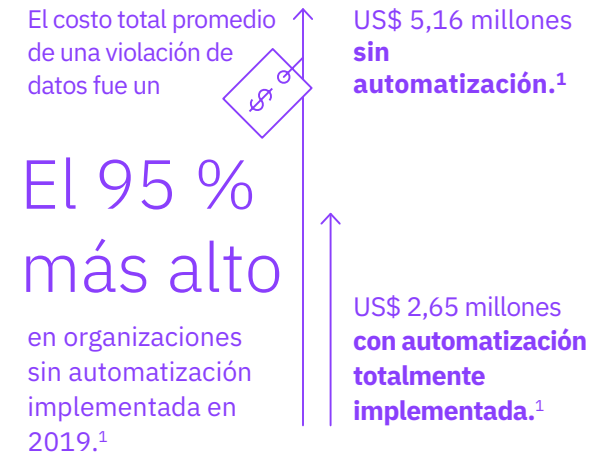 El costo total promedio
de una violación de
datos fue un
El 95 %
más alto
en organizaciones
sin automatización
implementada en
2019.¹
US$ 5,16 millones
sin
automatización.¹
$
US$ 2,65 millones
con automatización
totalmente
implementada.¹